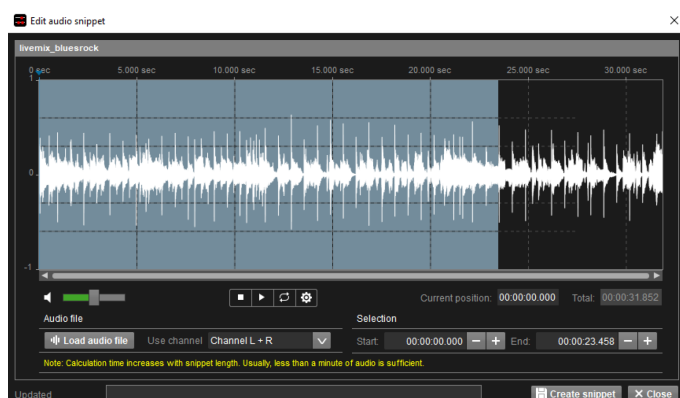 Edit audio snippet
livemix_bluesrock
0 sec 5.000 sec 10.000 sec 15.000 sec 20.000 sec 25.000 sec 30.000 sec
1
0
-1
Current position: 00:00:00.000 Total: 00:00:31.852
Audio file Selection
Load audio file Use channel Channel L + R Start: 00:00:00.000 End: 00:00:23.458
Note: Calculation time increases with snippet length. Usually, less than a minute of audio is sufficient.
Updated Create snippet Close